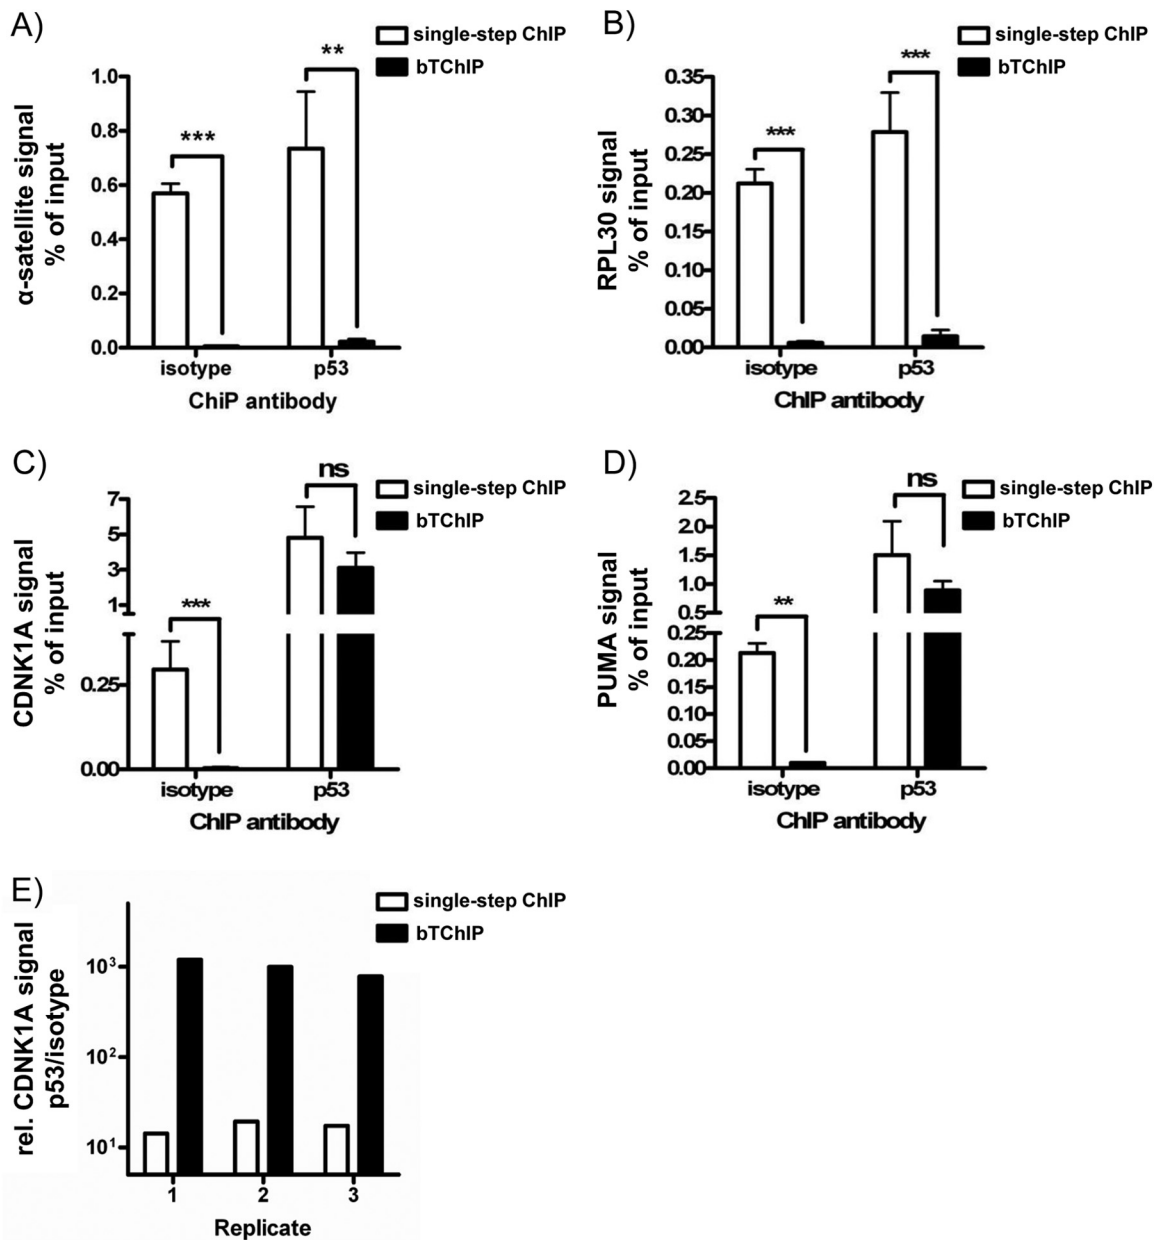 A)
single-step ChIP
bTChIP
**
***
1.0
0.8
0.6
0.4
0.2
0.0
α-satellite signal
% of input
isotype
p53
ChiP antibody
B)
single-step ChIP
bTChIP
***
***
0.35
0.30
0.25
0.20
0.15
0.10
0.05
0.00
RPL30 signal
% of input
isotype
p53
ChIP antibody
C)
single-step ChIP
bTChIP
ns
***
7
5
3
1
0.25
0.00
CDNK1A signal
% of input
isotype
p53
ChIP antibody
D)
single-step ChIP
bTChIP
ns
**
2.5
2.0
1.5
1.0
0.5
0.25
0.20
0.15
0.10
0.05
0.00
PUMA signal
% of input
isotype
p53
ChIP antibody
E)
single-step ChIP
bTChIP
10³
10²
10¹
rel. CDNK1A signal
p53/isotype
1
2
3
Replicate